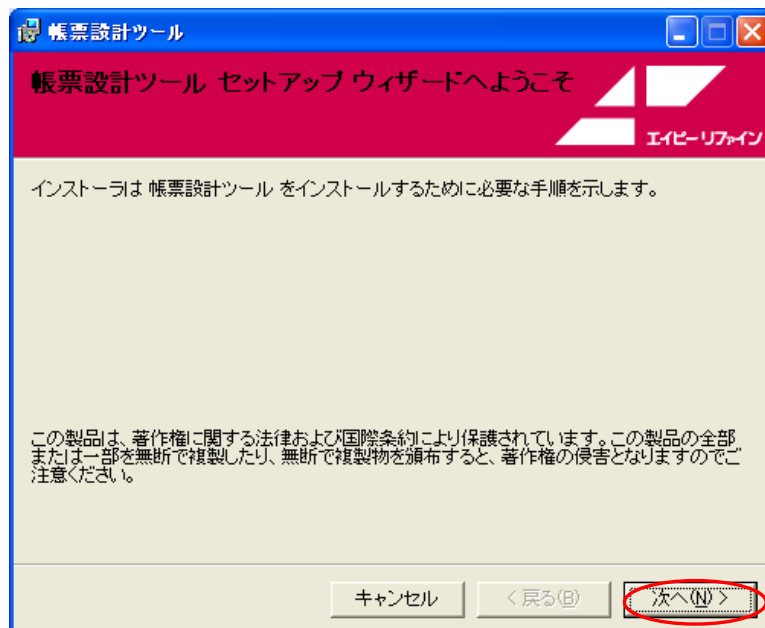 帳票設計ツール
帳票設計ツール セットアップ ウィザードへようこそ
エイピーリファイン
インストーラは 帳票設計ツール をインストールするために必要な手順を示します。
この製品は、著作権に関する法律および国際条約により保護されています。この製品の全部
または一部を無断で複製したり、無断で複製物を頒布すると、著作権の侵害となりますのでご
注意ください。
キャンセル
< 戻る(B)
次へ(N) >